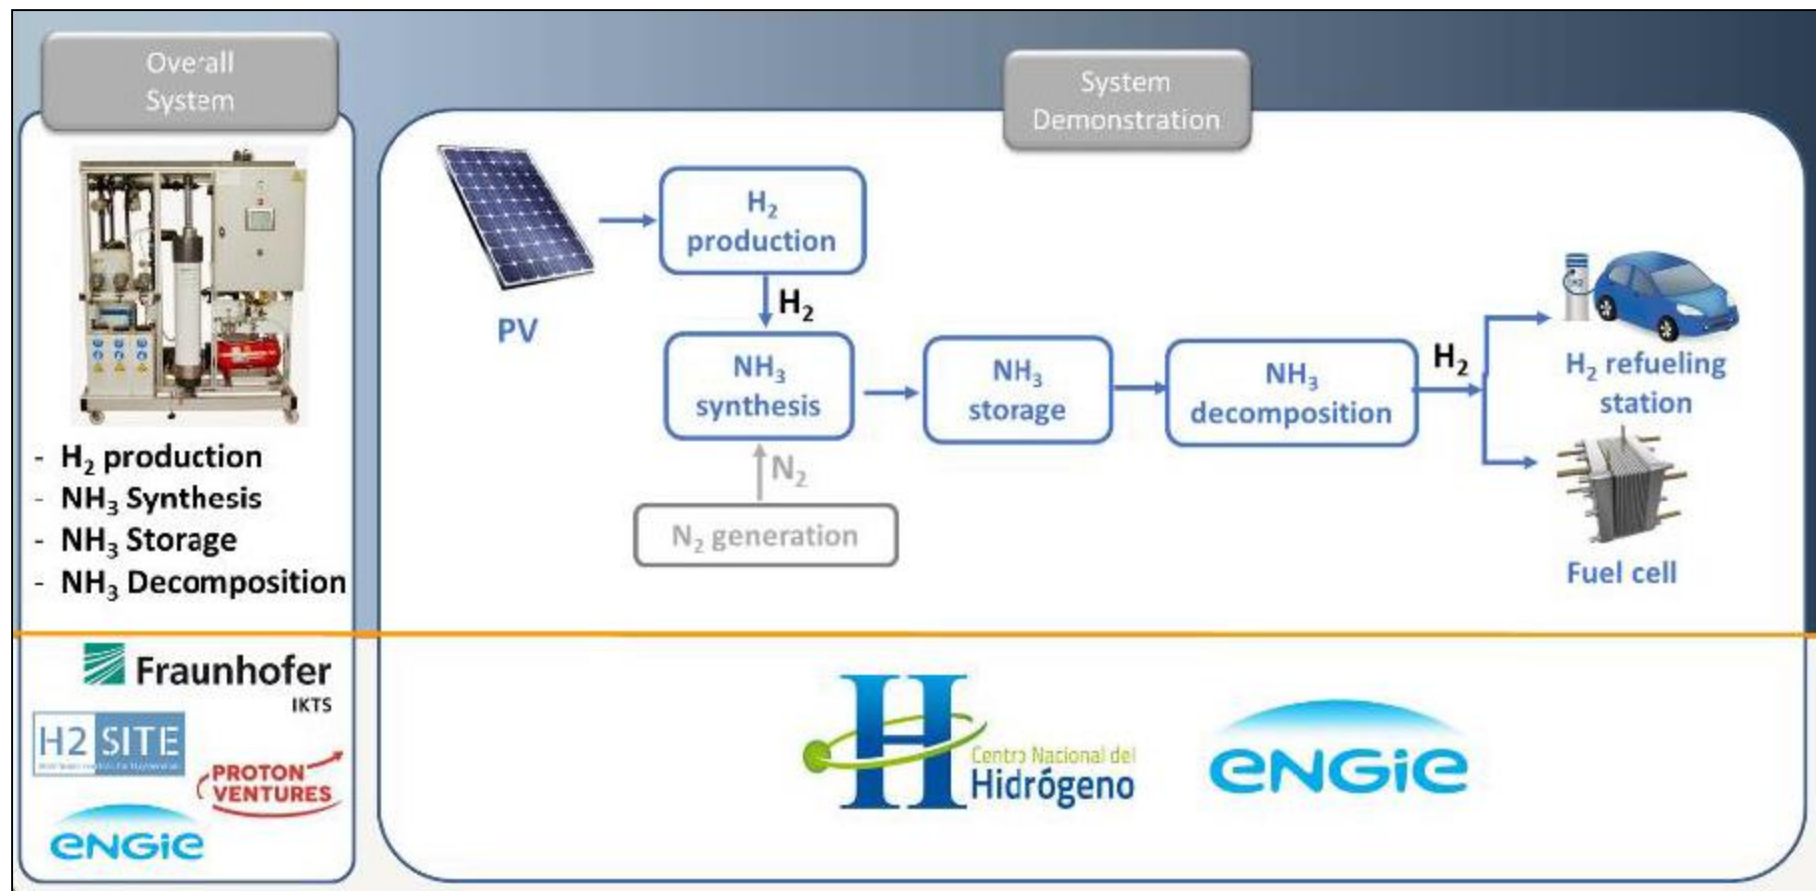 Overall
System
- H₂ production
- NH₃ Synthesis
- NH₃ Storage
- NH₃ Decomposition
Fraunhofer
IKTS
H2 SITE
PROTON
VENTURES
ENGIE
System
Demonstration
PV
H₂
production
H₂
NH₃
synthesis
N₂
N₂ generation
NH₃
storage
NH₃
decomposition
H₂
H2
H₂ refueling
station
Fuel cell
Centro Nacional del
Hidrógeno
ENGIE